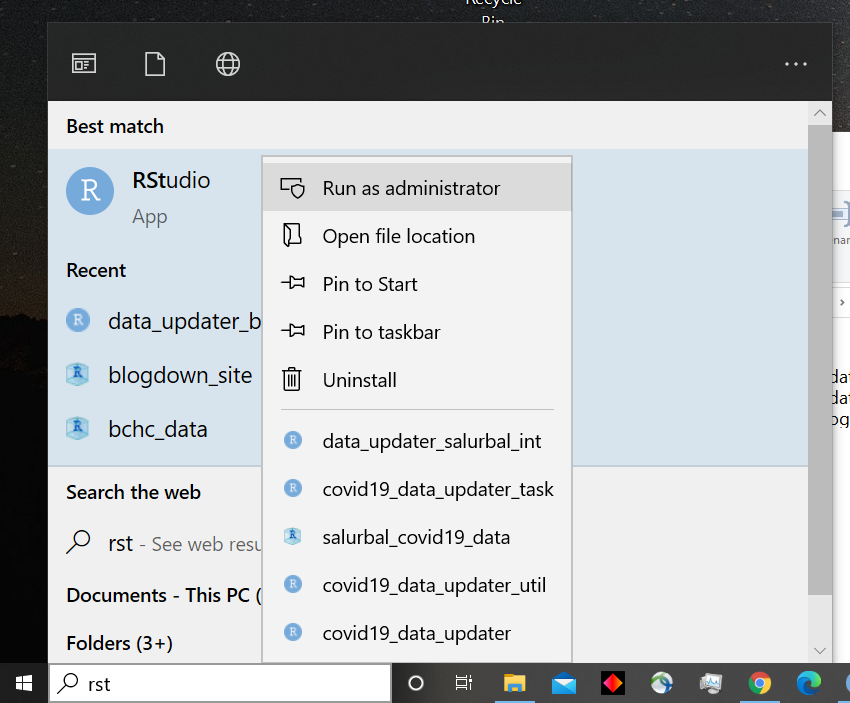 Recycle
Bin
Best match
RStudio
App
Recent
data_updater_b
blogdown_site
bchc_data
Search the web
rst - See web resu
Documents - This PC (
Folders (3+)
Run as administrator
Open file location
Pin to Start
Pin to taskbar
Uninstall
data_updater_salurbal_int
covid19_data_updater_task
salurbal_covid19_data
covid19_data_updater_util
covid19_data_updater
rst